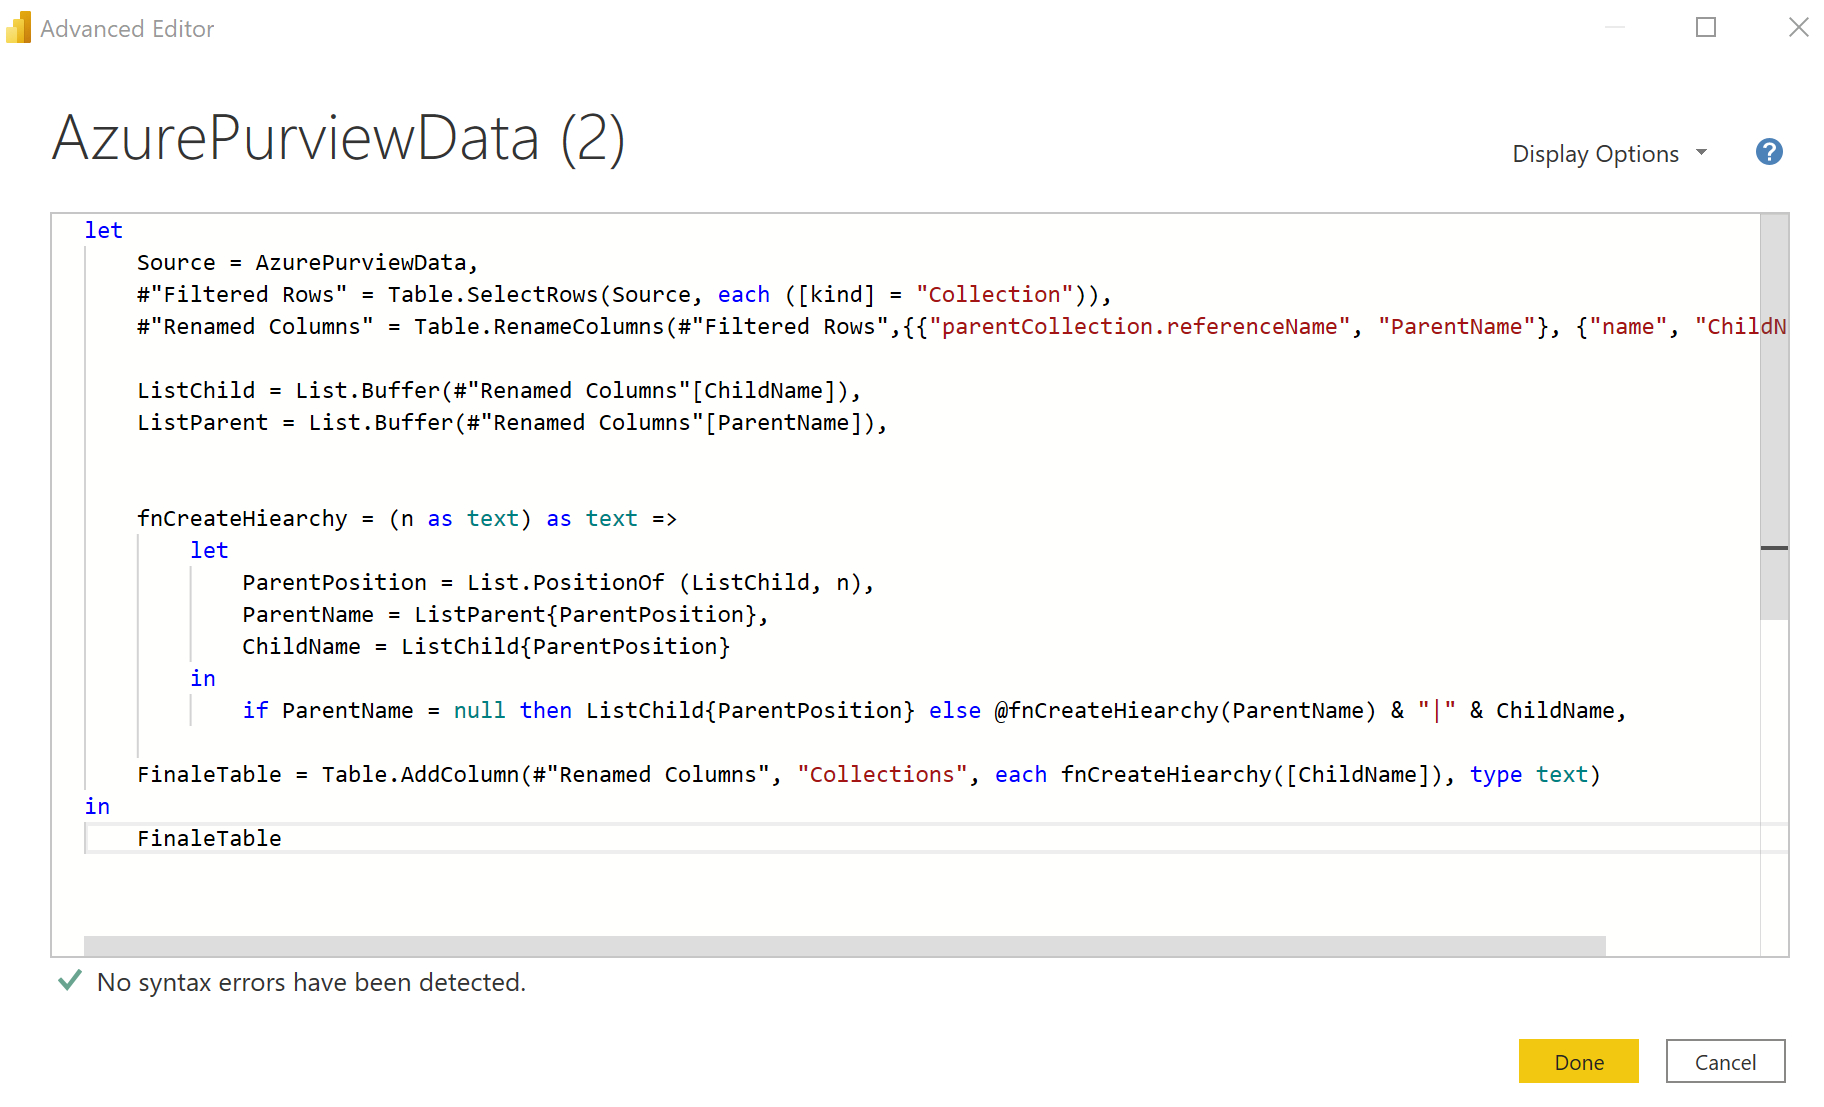 Advanced Editor
AzurePurviewData (2)
Display Options
?
let
Source = AzurePurviewData,
#"Filtered Rows" = Table.SelectRows(Source, each ([kind] = "Collection")),
#"Renamed Columns" = Table.RenameColumns(#"Filtered Rows",{{"parentCollection.referenceName", "ParentName"}, {"name", "ChildN
ListChild = List.Buffer(#"Renamed Columns"[ChildName]),
ListParent = List.Buffer(#"Renamed Columns"[ParentName]),
fnCreateHiearchy = (n as text) as text =>
let
ParentPosition = List.PositionOf (ListChild, n),
ParentName = ListParent{ParentPosition},
ChildName = ListChild{ParentPosition}
in
if ParentName = null then ListChild{ParentPosition} else @fnCreateHiearchy(ParentName) & "|" & ChildName,
FinaleTable = Table.AddColumn(#"Renamed Columns", "Collections", each fnCreateHiearchy([ChildName]), type text)
in
FinaleTable
No syntax errors have been detected.
Done
Cancel